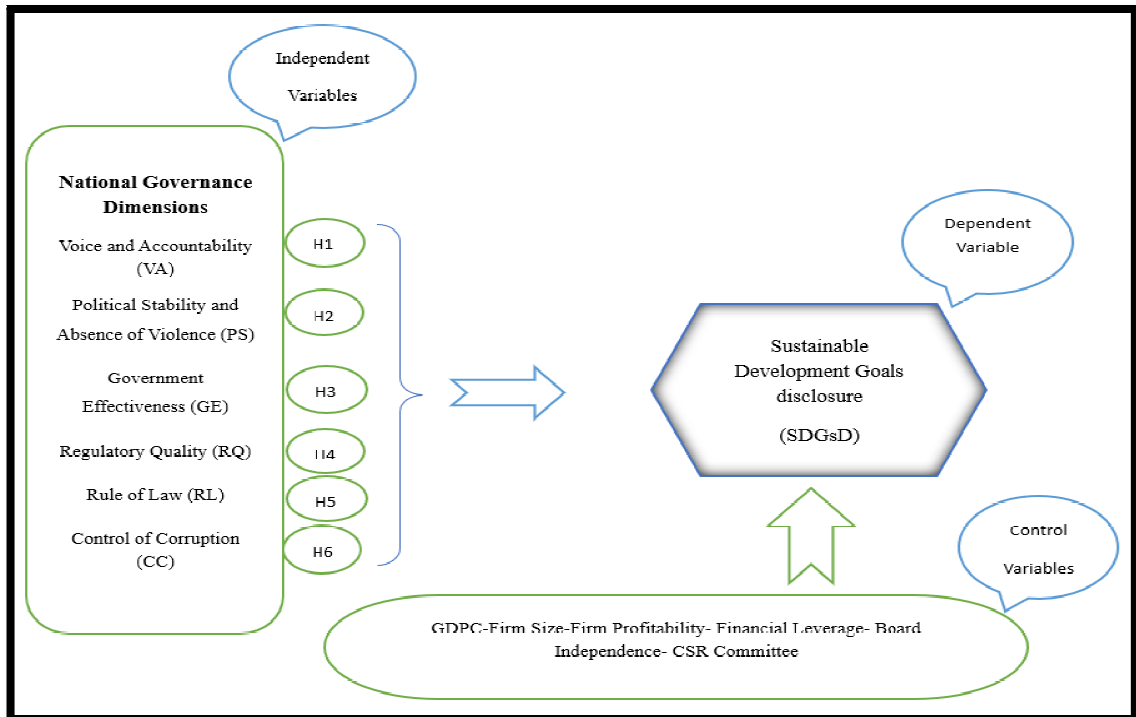 Independent
Variables
National Governance
Dimensions
Voice and Accountability
(VA)
H1
Political Stability and
Absence of Violence (PS)
H2
Government
Effectiveness (GE)
H3
Regulatory Quality (RQ)
H4
Rule of Law (RL)
H5
Control of Corruption
(CC)
H6
Dependent
Variable
Sustainable
Development Goals
disclosure
(SDGsD)
Control
Variables
GDPC-Firm Size-Firm Profitability- Financial Leverage- Board
Independence- CSR Committee